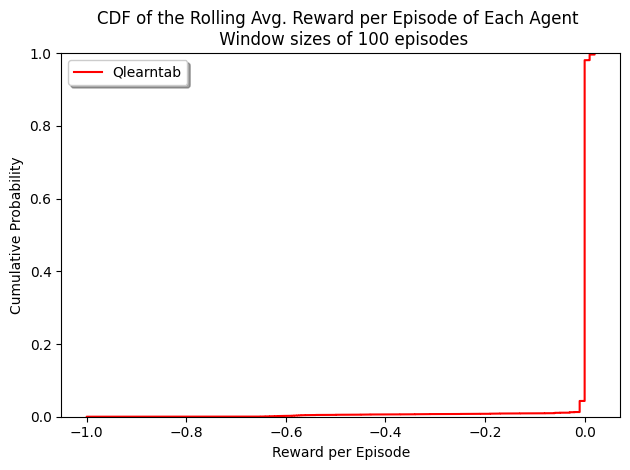 CDF of the Rolling Avg. Reward per Episode of Each Agent
Window sizes of 100 episodes
Qlearntab
Cumulative Probability
1.0
0.8
0.6
0.4
0.2
0.0
−1.0 −0.8 −0.6 −0.4 −0.2 0.0
Reward per Episode